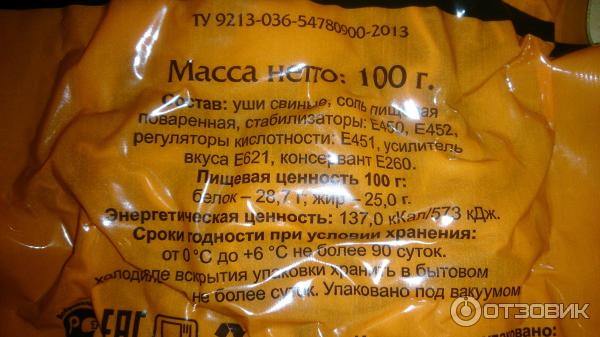 ТУ 9213-036-54780900-2013
Масса нетто: 100 г.
Состав: уши свиные, соль пищевая
поваренная, стабилизаторы: Е450, Е452,
регуляторы кислотности: Е451, усилитель
вкуса Е621, консервант Е260.
Пищевая ценность 100 г:
белок – 28,7 г; жир – 25,0 г.
Энергетическая ценность: 137,0 кКал/573 кДж.
Сроки годности при условии хранения:
от 0 °С до +6 °С не более 90 суток.
вскрытия упаковки хранить в бытовом
не более суток. Упаковано под вакуумом
РС ЕАС
упаковано:
ОТЗОВИК